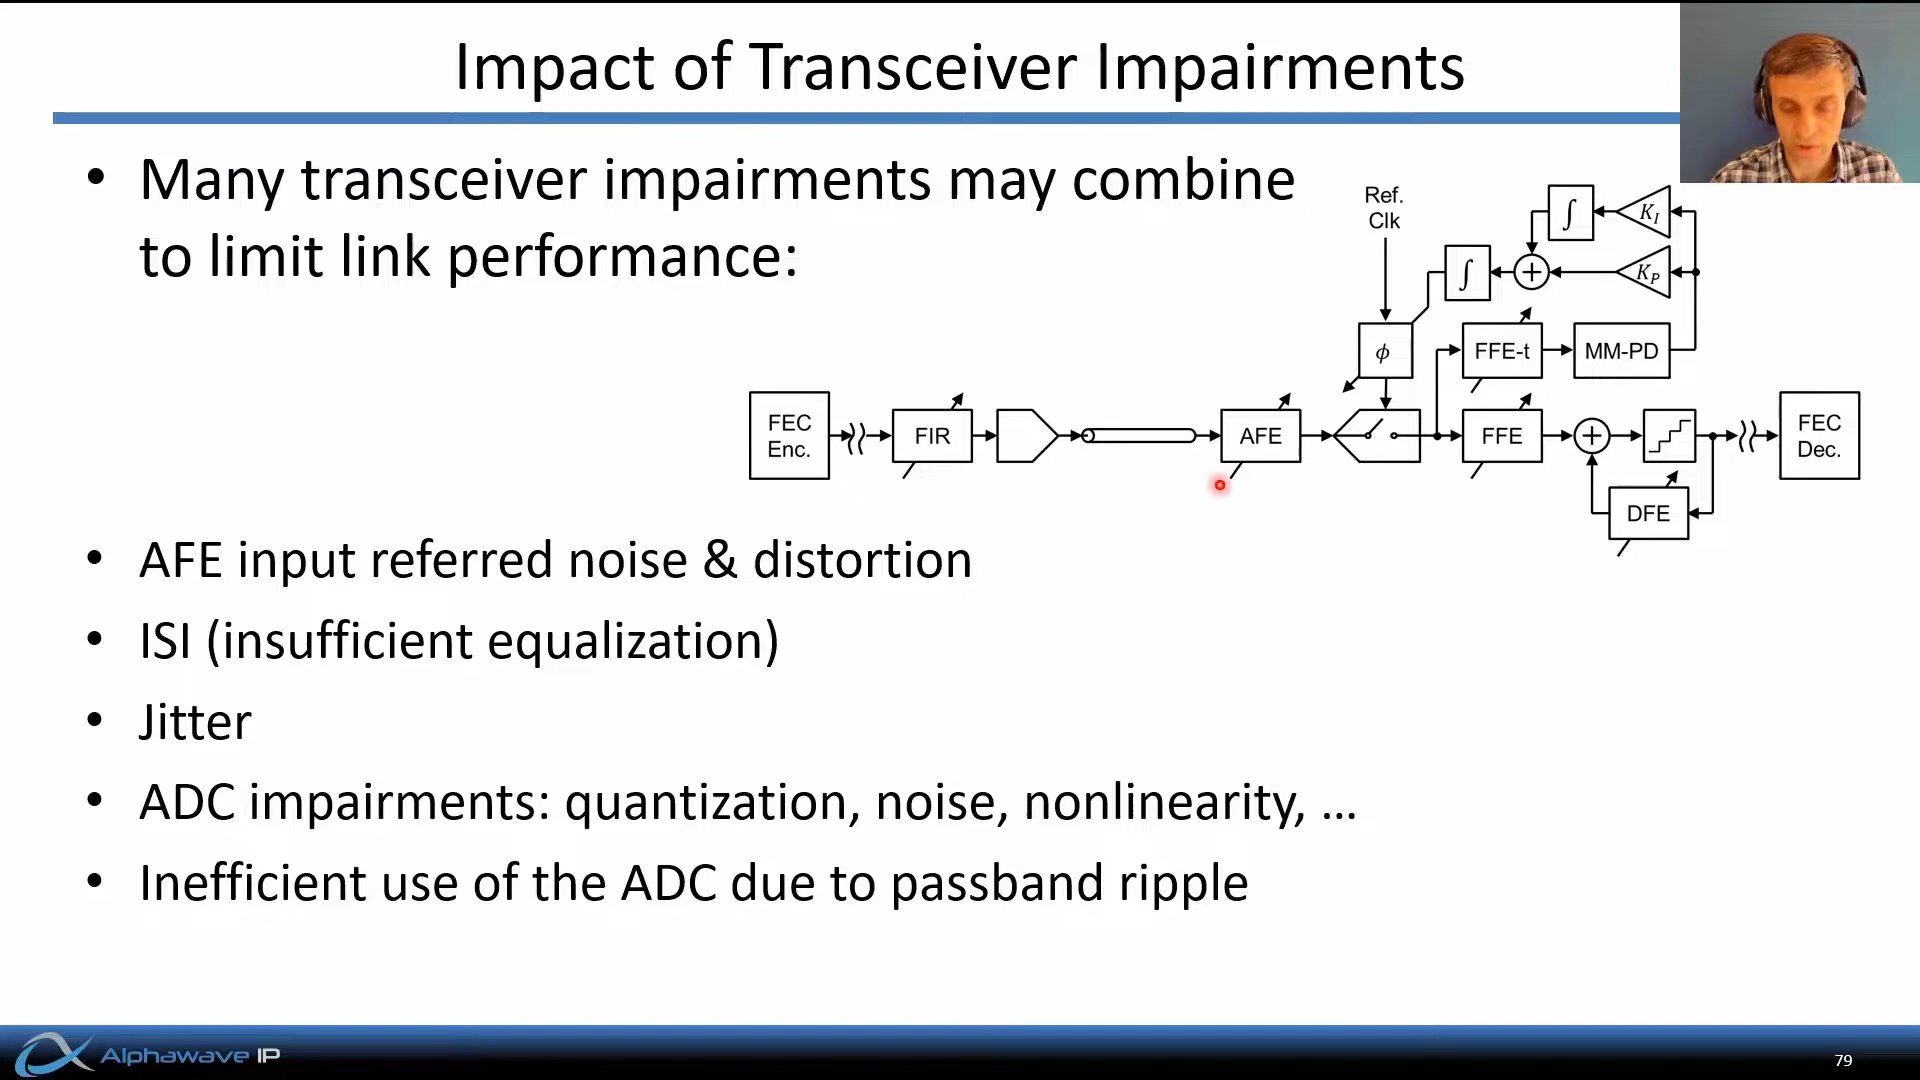 Impact of Transceiver Impairments
• Many transceiver impairments may combine
to limit link performance:
Ref.
Clk
∫
K_I
∫
+
K_P
ϕ
FFE-t
MM-PD
FEC
Enc.
FIR
AFE
FFE
+
FEC
Dec.
DFE
• AFE input referred noise & distortion
• ISI (insufficient equalization)
• Jitter
• ADC impairments: quantization, noise, nonlinearity, ...
• Inefficient use of the ADC due to passband ripple
Alphawave IP
79